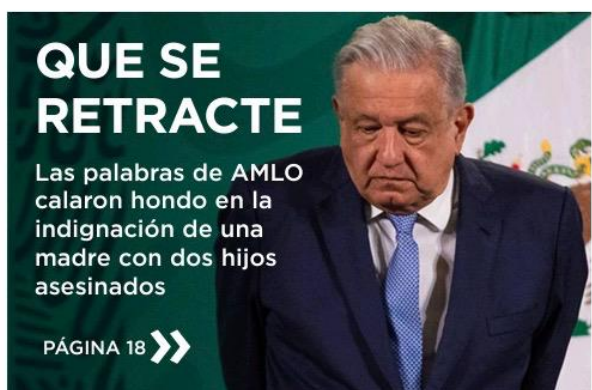 QUE SE
RETRACTE
Las palabras de AMLO
calaron hondo en la
indignación de una
madre con dos hijos
asesinados
PÁGINA 18